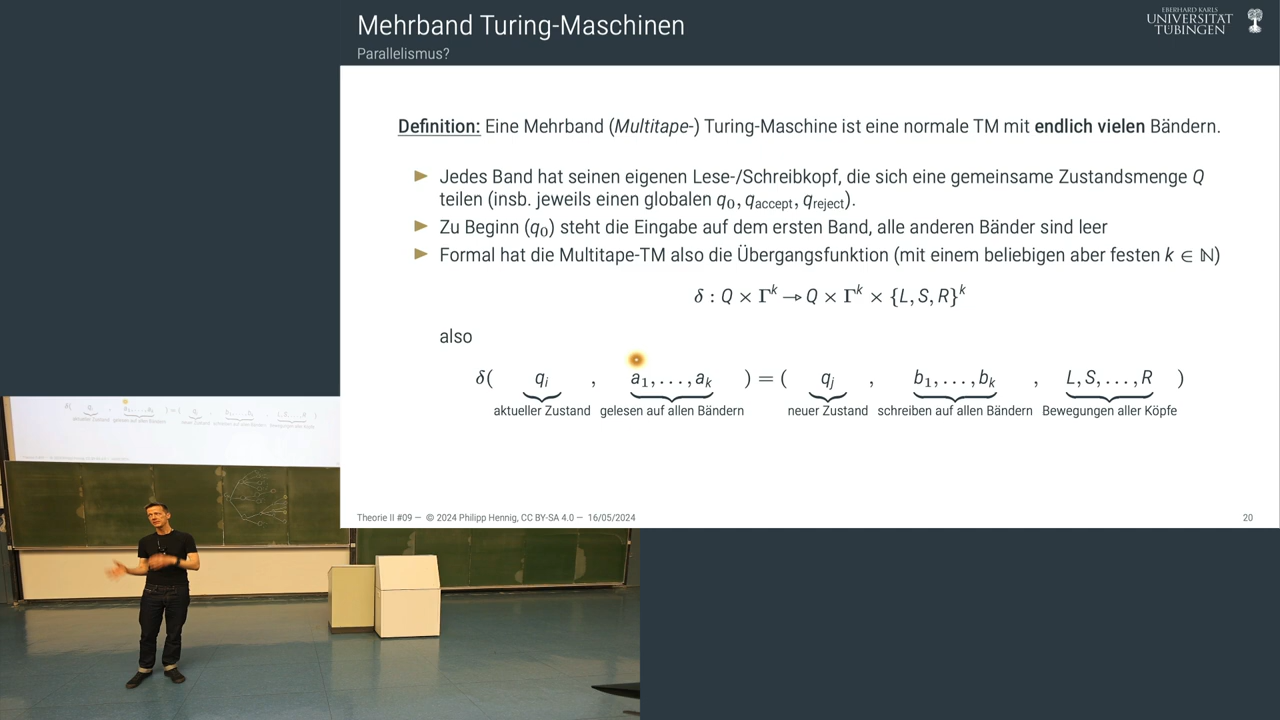 Mehrband Turing-Maschinen
Parallelismus?
EBERHARD KARLS
UNIVERSITÄT
TÜBINGEN
Definition: Eine Mehrband (Multitape-) Turing-Maschine ist eine normale TM mit endlich vielen Bändern.
▶ Jedes Band hat seinen eigenen Lese-/Schreibkopf, die sich eine gemeinsame Zustandsmenge Q
teilen (insb. jeweils einen globalen q₀, q_accept, q_reject).
▶ Zu Beginn (q₀) steht die Eingabe auf dem ersten Band, alle anderen Bänder sind leer
▶ Formal hat die Multitape-TM also die Übergangsfunktion (mit einem beliebigen aber festen k ∈ ℕ)
δ : Q × Γᵏ → Q × Γᵏ × {L, S, R}ᵏ
also
δ( qᵢ , a₁, . . . , aₖ ) = ( qⱼ , b₁, . . . , bₖ , L, S, . . . , R )
aktueller Zustand gelesen auf allen Bändern neuer Zustand schreiben auf allen Bändern Bewegungen aller Köpfe
Theorie II #09 — © 2024 Philipp Hennig, CC BY-SA 4.0 — 16/05/2024
20